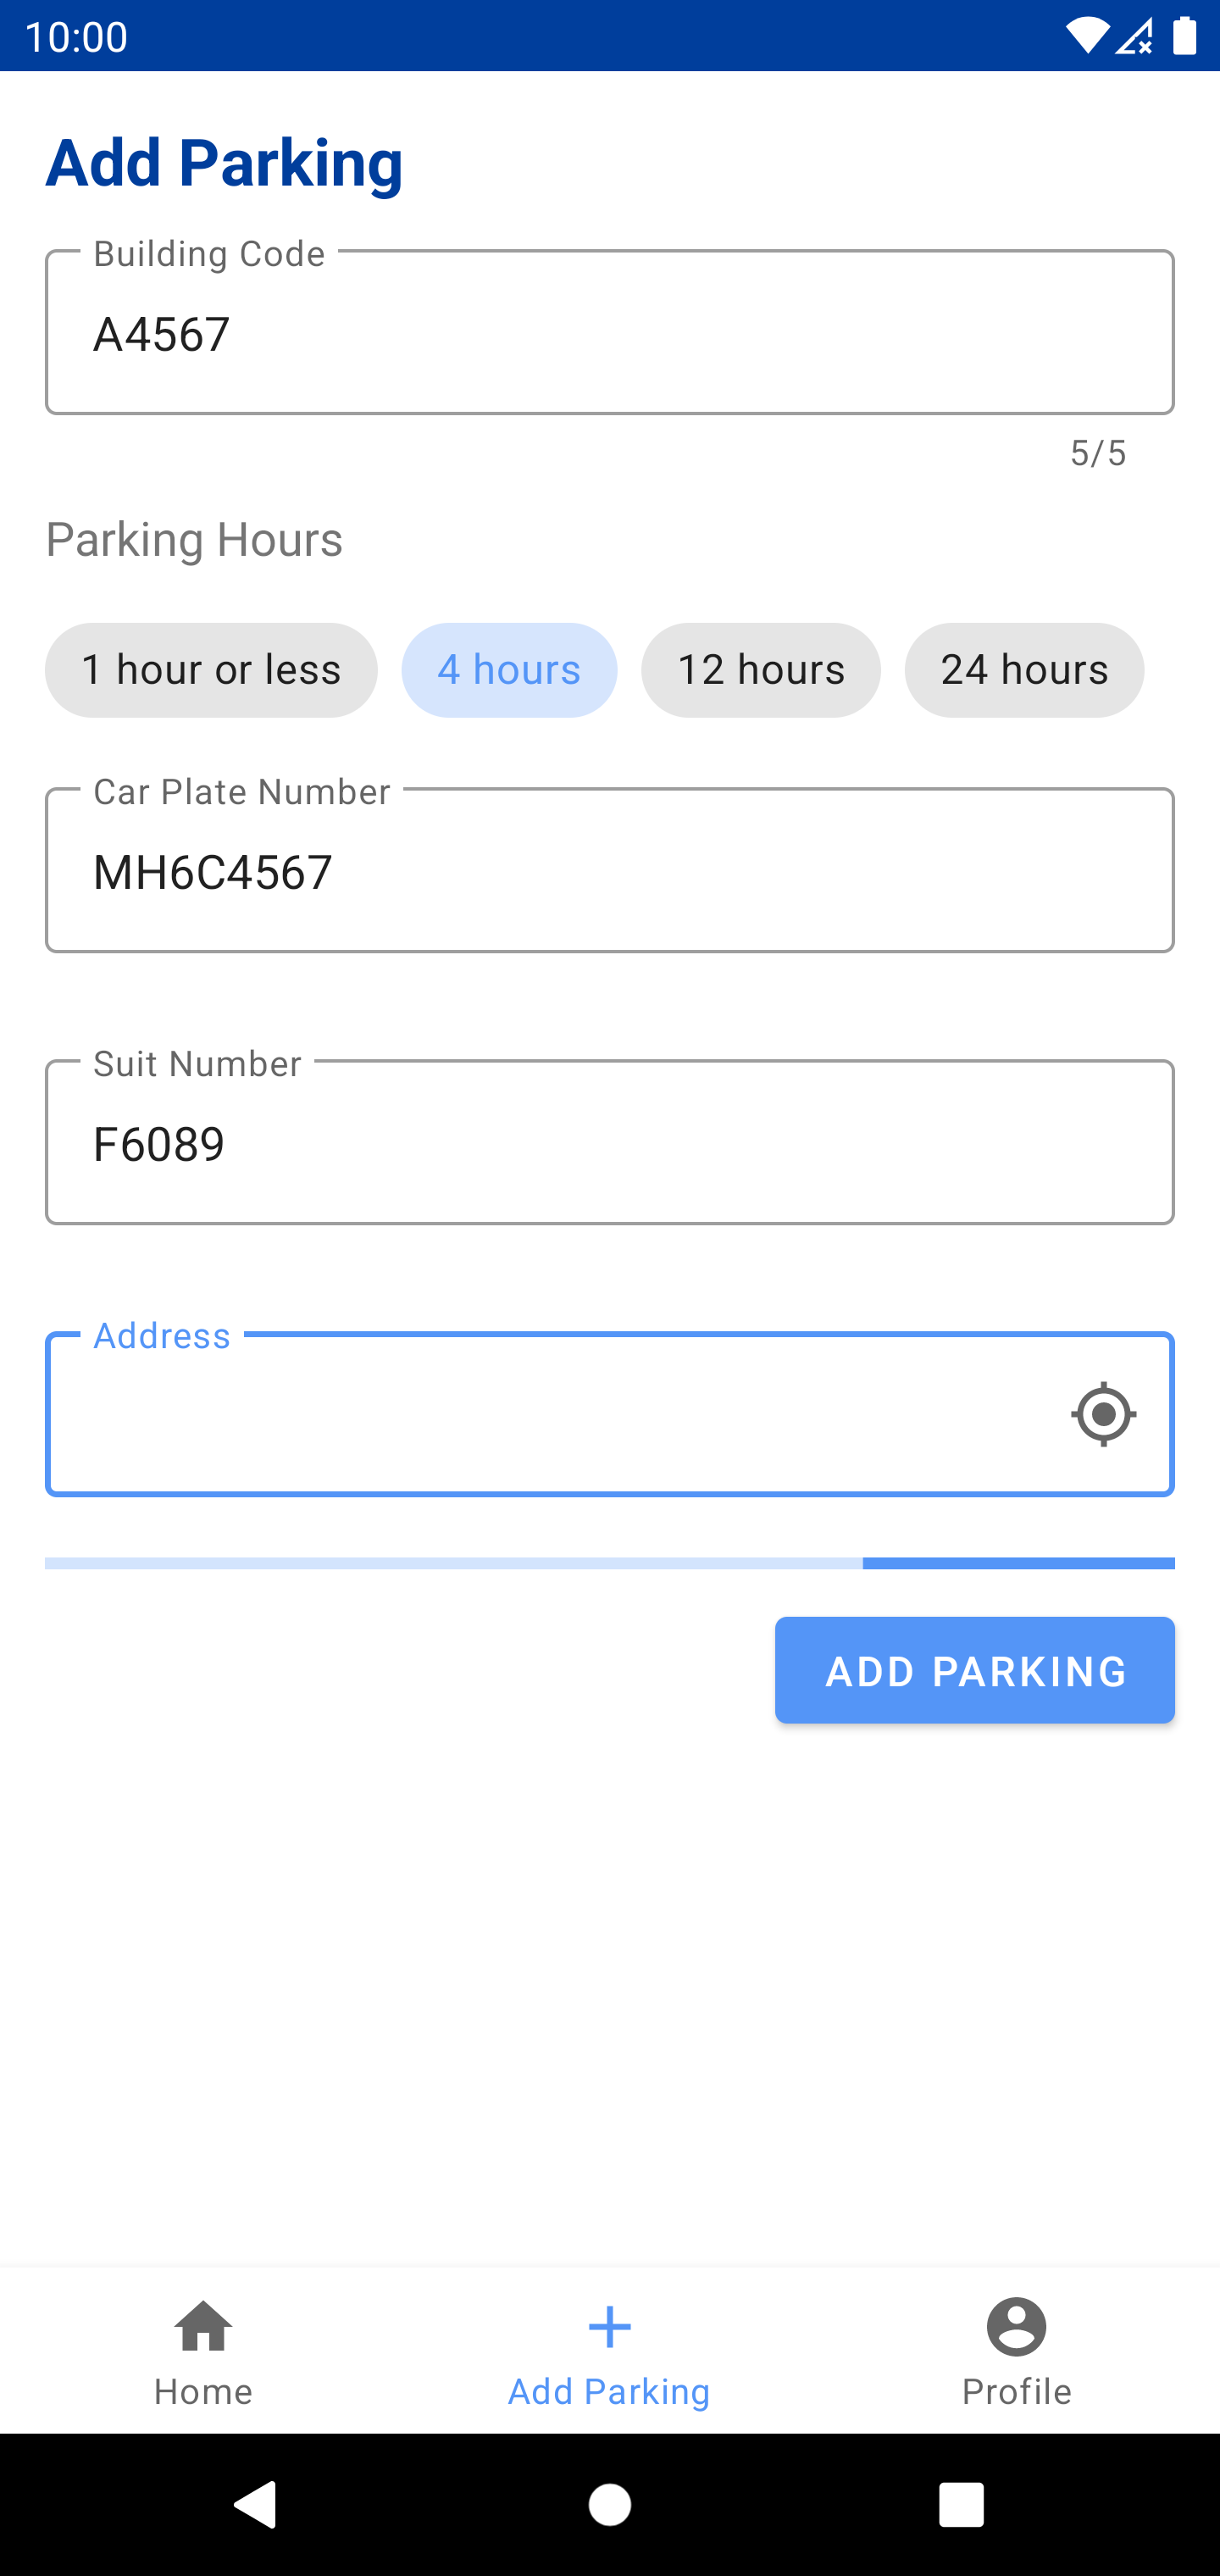 10:00
Add Parking
Building Code
A4567
5/5
Parking Hours
1 hour or less 4 hours 12 hours 24 hours
Car Plate Number
MH6C4567
Suit Number
F6089
Address
ADD PARKING
Home Add Parking Profile